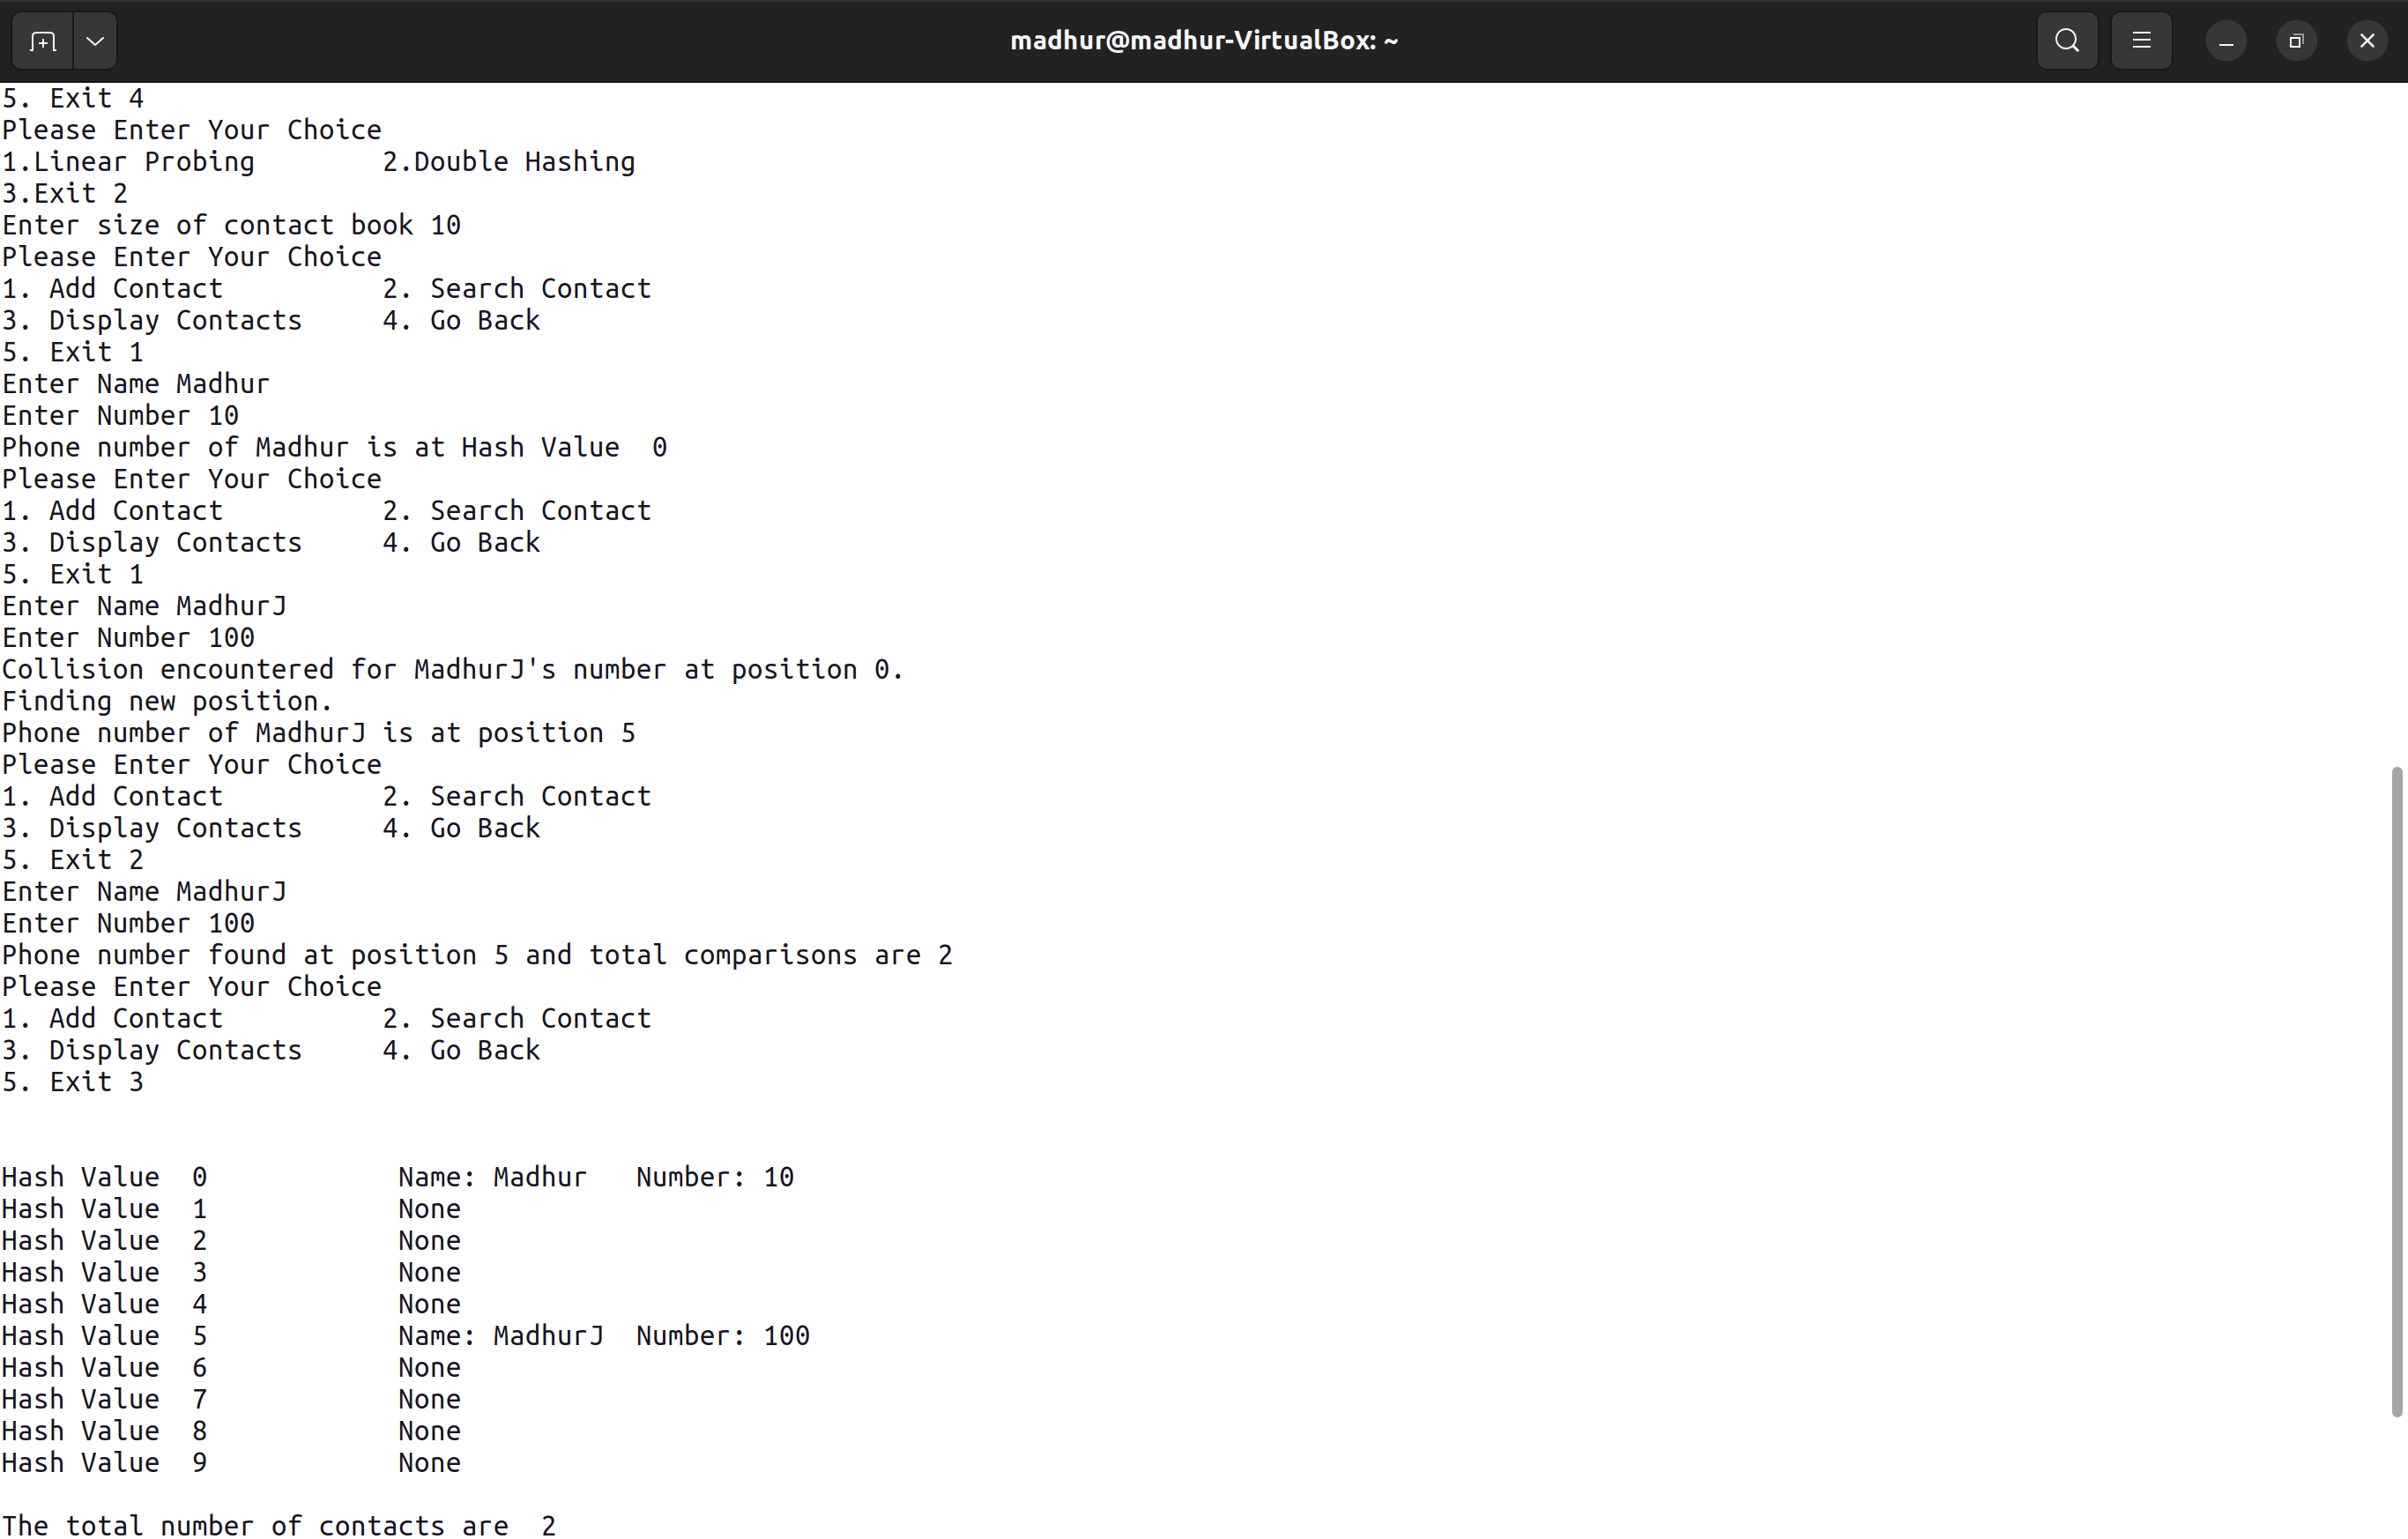 madhur@madhur-VirtualBox: ~
5. Exit 4
Please Enter Your Choice
1.Linear Probing        2.Double Hashing
3.Exit 2
Enter size of contact book 10
Please Enter Your Choice
1. Add Contact          2. Search Contact
3. Display Contacts     4. Go Back
5. Exit 1
Enter Name Madhur
Enter Number 10
Phone number of Madhur is at Hash Value  0
Please Enter Your Choice
1. Add Contact          2. Search Contact
3. Display Contacts     4. Go Back
5. Exit 1
Enter Name MadhurJ
Enter Number 100
Collision encountered for MadhurJ's number at position 0.
Finding new position.
Phone number of MadhurJ is at position 5
Please Enter Your Choice
1. Add Contact          2. Search Contact
3. Display Contacts     4. Go Back
5. Exit 2
Enter Name MadhurJ
Enter Number 100
Phone number found at position 5 and total comparisons are 2
Please Enter Your Choice
1. Add Contact          2. Search Contact
3. Display Contacts     4. Go Back
5. Exit 3
Hash Value  0            Name: Madhur   Number: 10
Hash Value  1            None
Hash Value  2            None
Hash Value  3            None
Hash Value  4            None
Hash Value  5            Name: MadhurJ  Number: 100
Hash Value  6            None
Hash Value  7            None
Hash Value  8            None
Hash Value  9            None
The total number of contacts are  2